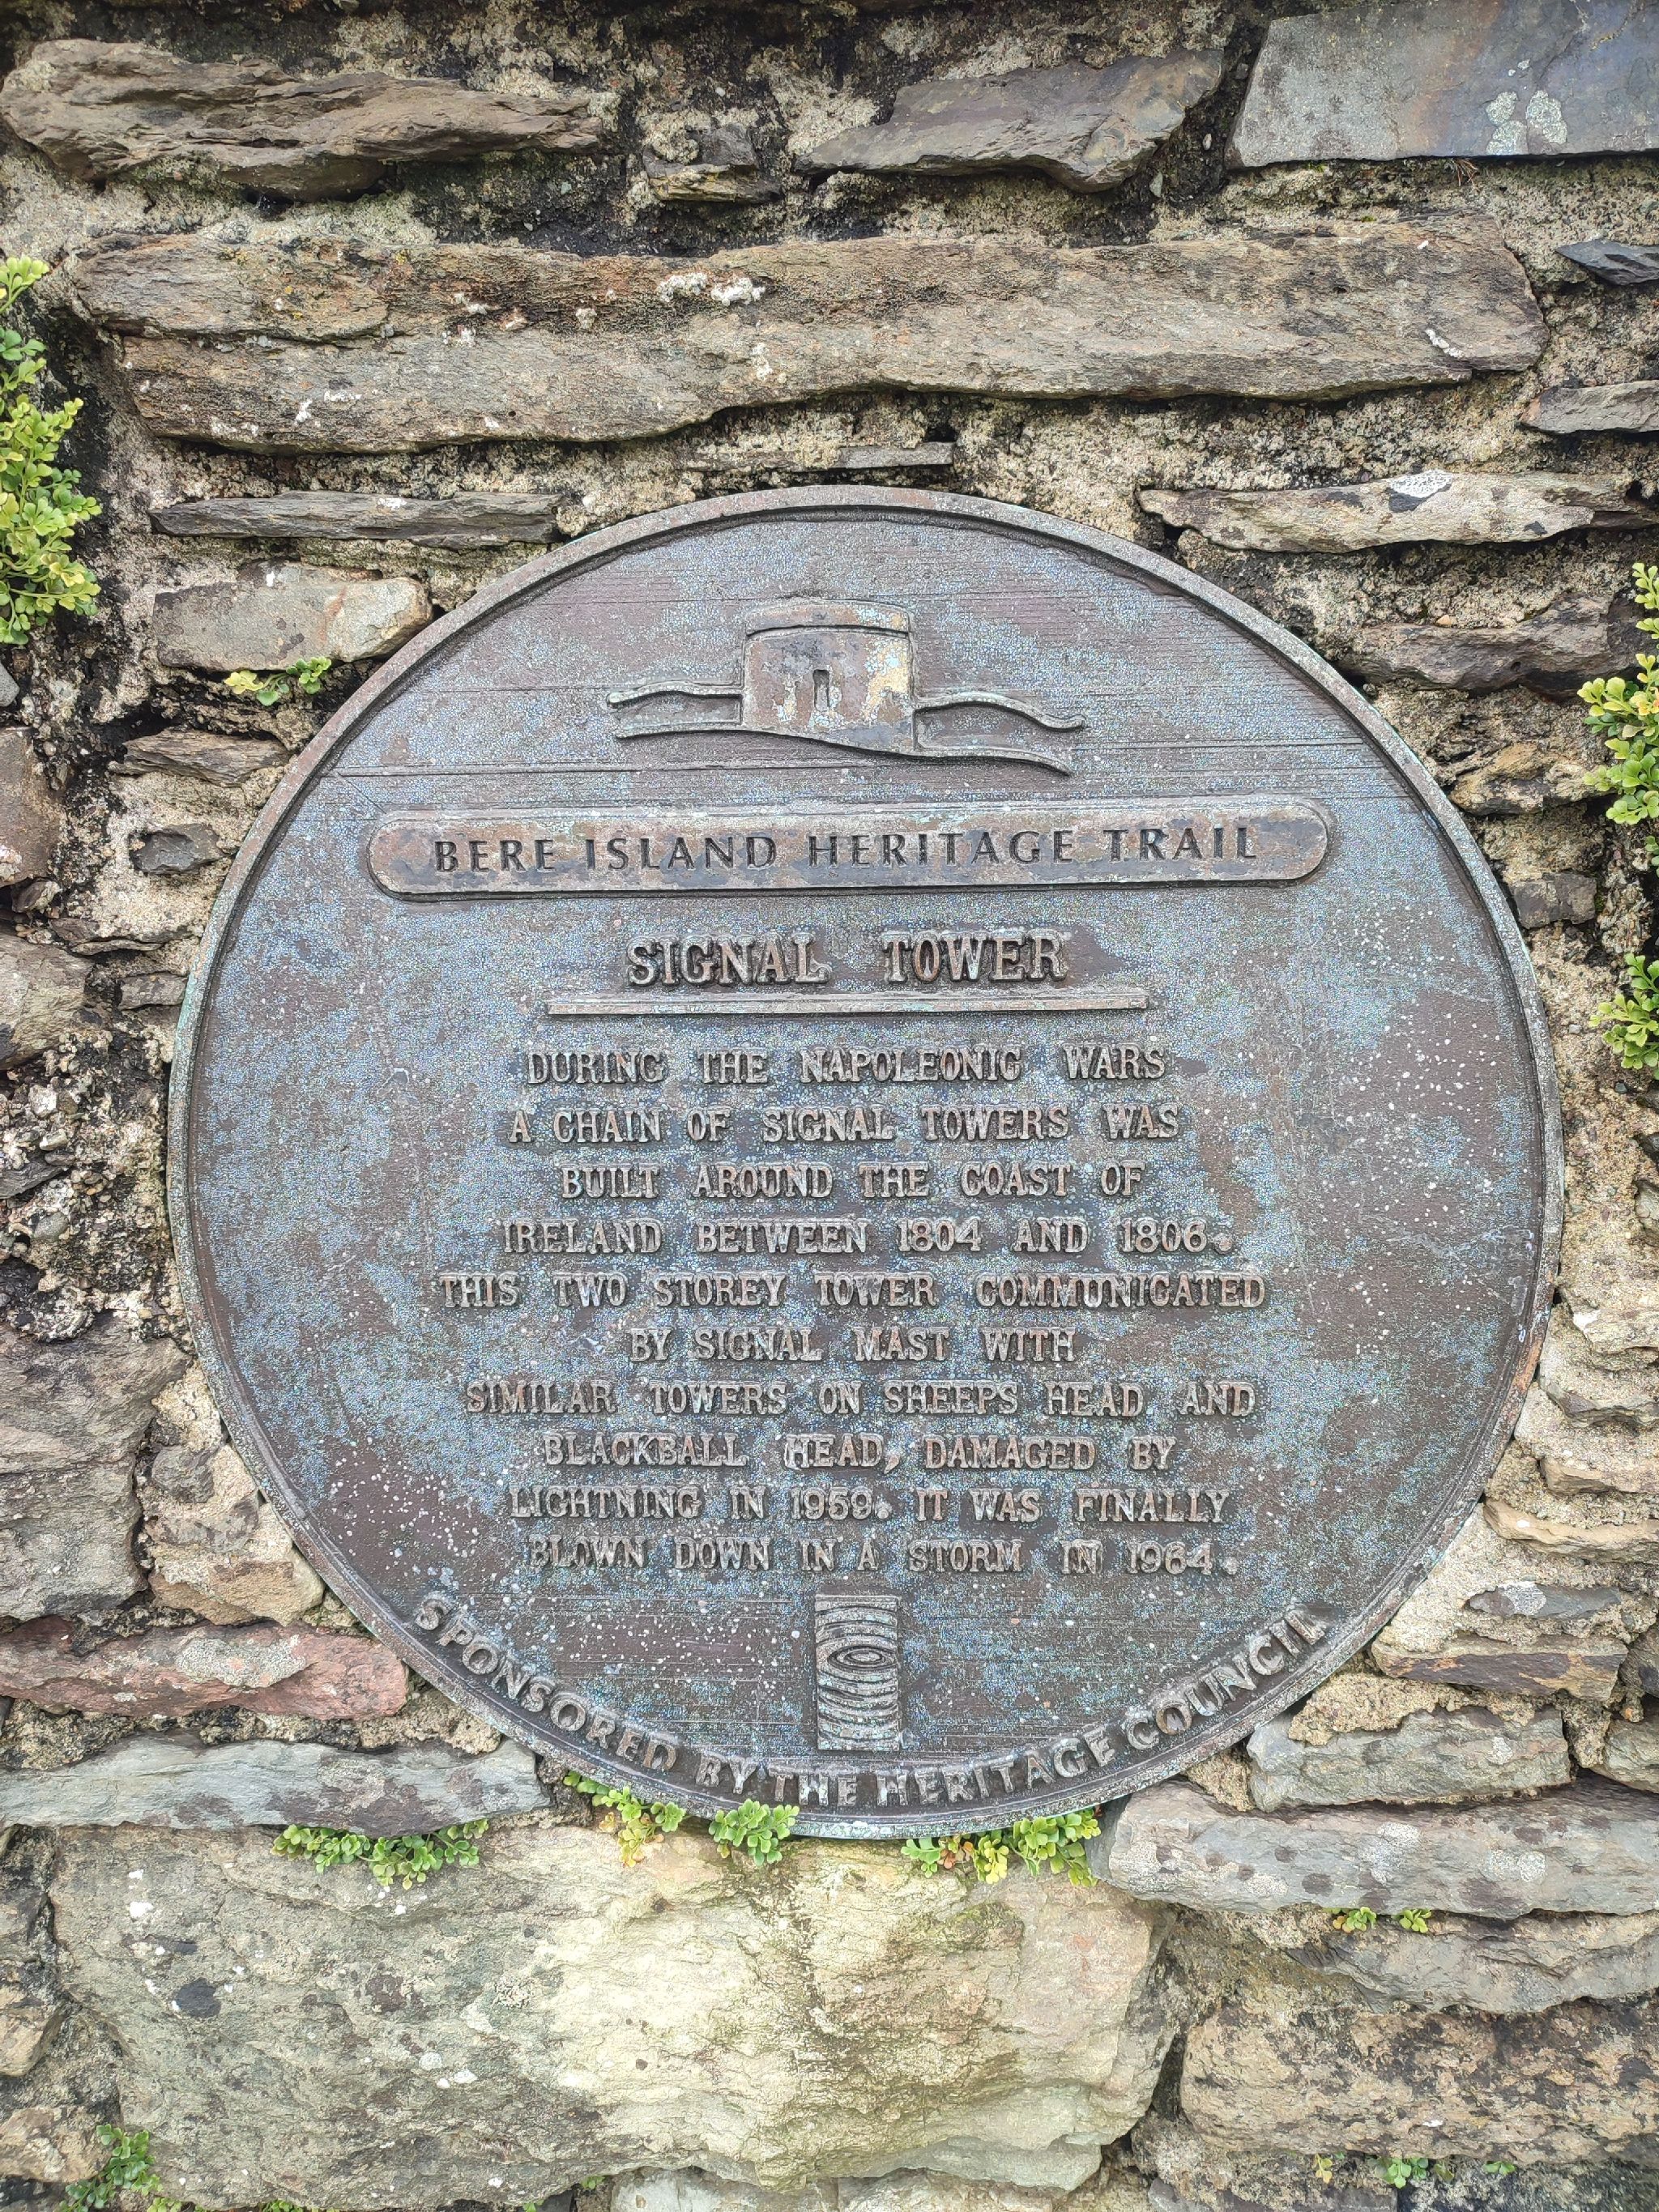 BERE ISLAND HERITAGE TRAIL
SIGNAL TOWER
DURING THE NAPOLEONIC WARS
A CHAIN OF SIGNAL TOWERS WAS
BUILT AROUND THE COAST OF
IRELAND BETWEEN 1804 AND 1806.
THIS TWO STOREY TOWER COMMUNICATED
BY SIGNAL MAST WITH
SIMILAR TOWERS ON SHEEPS HEAD AND
BLACKBALL HEAD, DAMAGED BY
LIGHTNING IN 1959. IT WAS FINALLY
BLOWN DOWN IN A STORM IN 1964.
SPONSORED BY THE HERITAGE COUNCIL